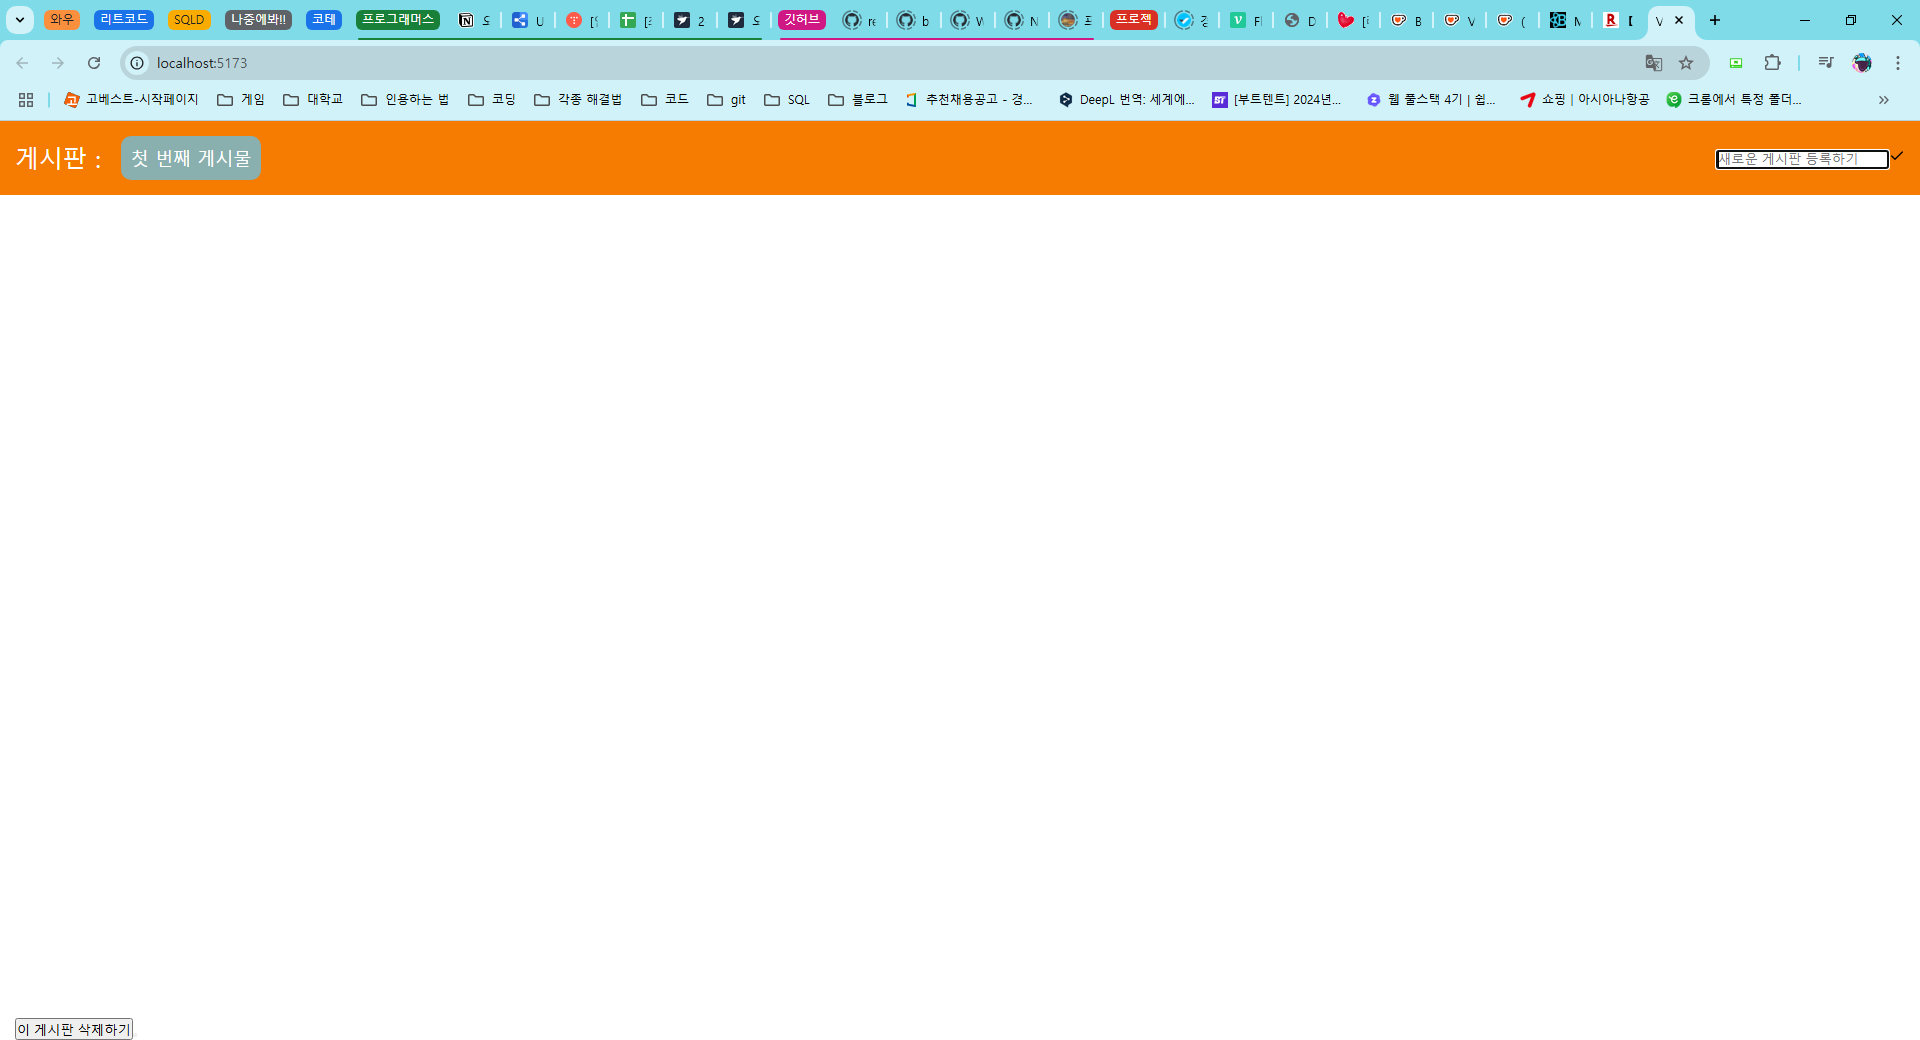 와우 리트코드 SQLD 나중에봐!! 코테 프로그래머스 U 2 깃허브 re b 프로젝 D B V
localhost:5173
고베스트-시작페이지 게임 대학교 인용하는 법 코딩 각종 해결법 코드 git SQL 블로그 추천채용공고 - 경... DeepL 번역: 세계에... BT [부트텐트] 2024년... 웹 풀스택 4기 | 쉽... 쇼핑 | 아시아나항공 크롬에서 특정 폴더...
게시판 : 첫 번째 게시물 새로운 게시판 등록하기
이 게시판 삭제하기